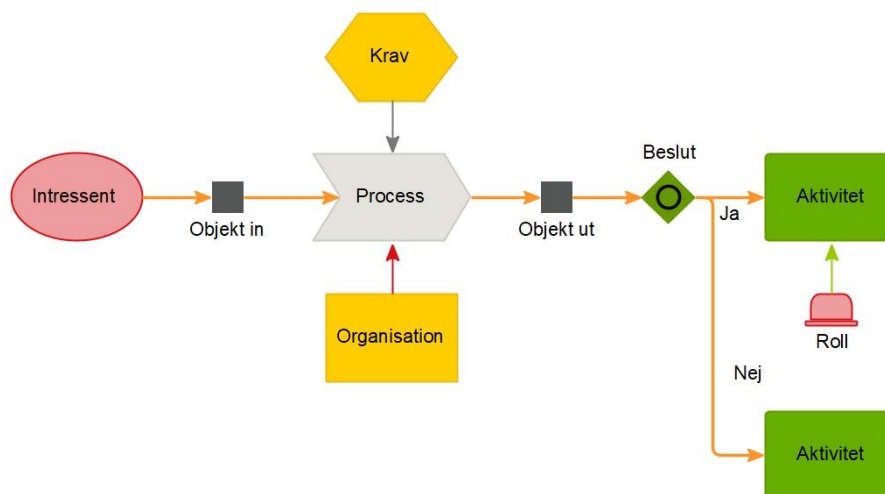 Krav
Beslut
Intressent
Process
Aktivitet
Objekt in
Objekt ut
Ja
Organisation
Roll
Nej
Aktivitet